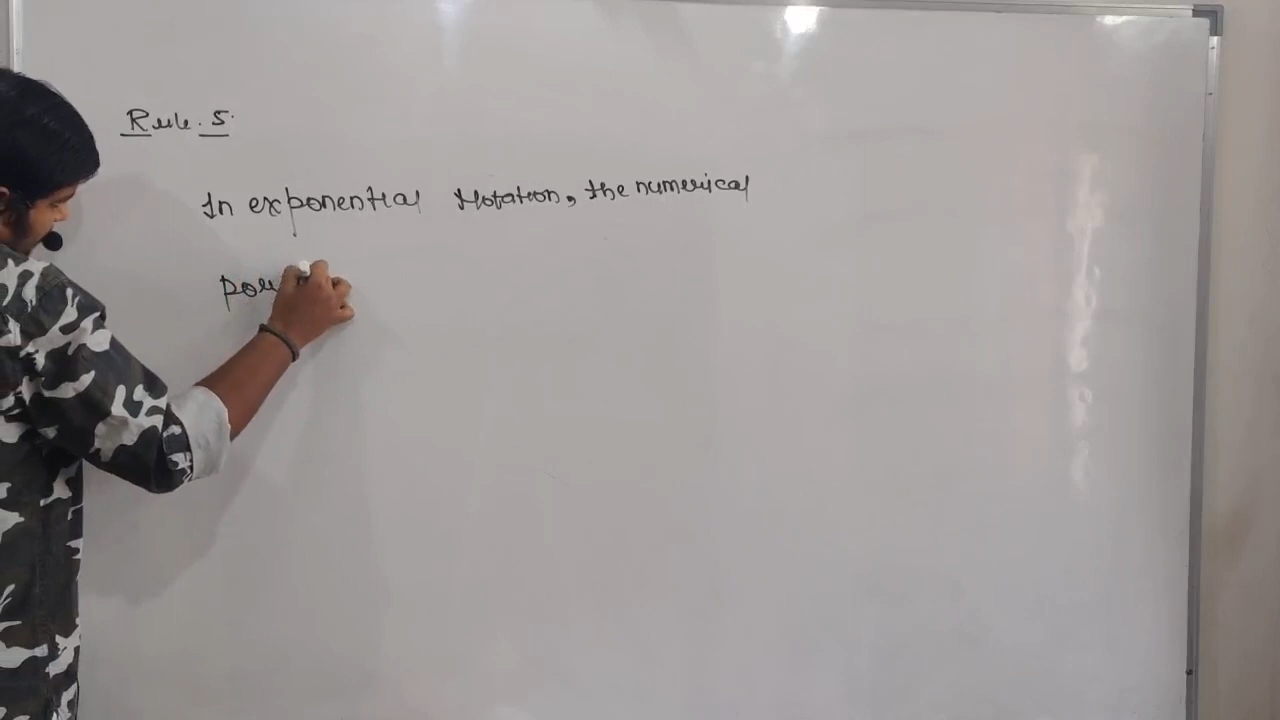 Rule. 5.
In exponential Notation, the numerical